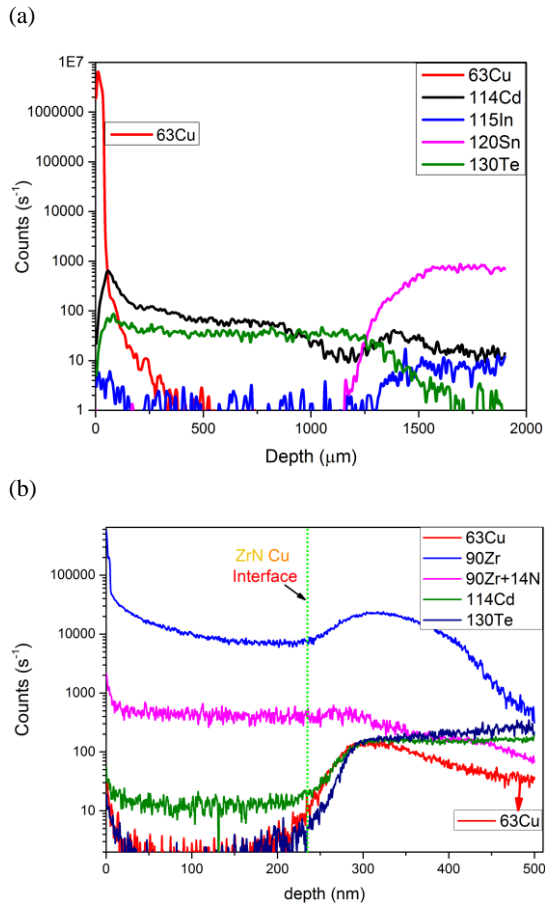 (a)
1E7
1000000
100000
10000
1000
100
10
1
Counts (s⁻¹)
63Cu
63Cu
114Cd
115In
120Sn
130Te
0
500
1000
1500
2000
Depth (μm)
(b)
100000
10000
1000
100
10
Counts (s⁻¹)
ZrN Cu
Interface
63Cu
90Zr
90Zr+14N
114Cd
130Te
63Cu
0
100
200
300
400
500
depth (nm)